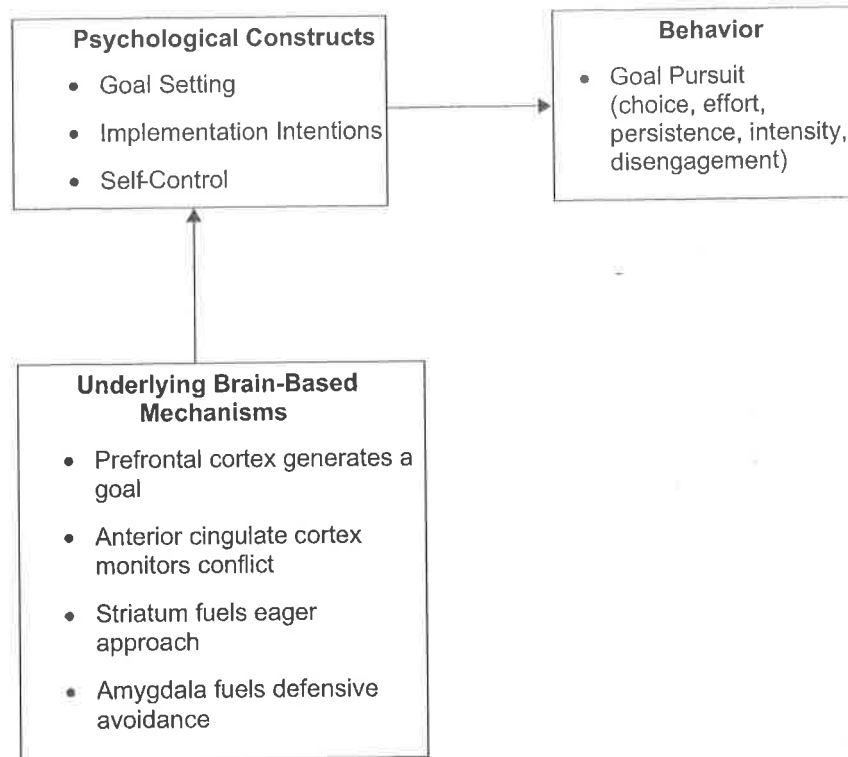 Psychological Constructs
• Goal Setting
• Implementation Intentions
• Self-Control
Behavior
• Goal Pursuit
(choice, effort,
persistence, intensity,
disengagement)
Underlying Brain-Based
Mechanisms
• Prefrontal cortex generates a
goal
• Anterior cingulate cortex
monitors conflict
• Striatum fuels eager
approach
• Amygdala fuels defensive
avoidance